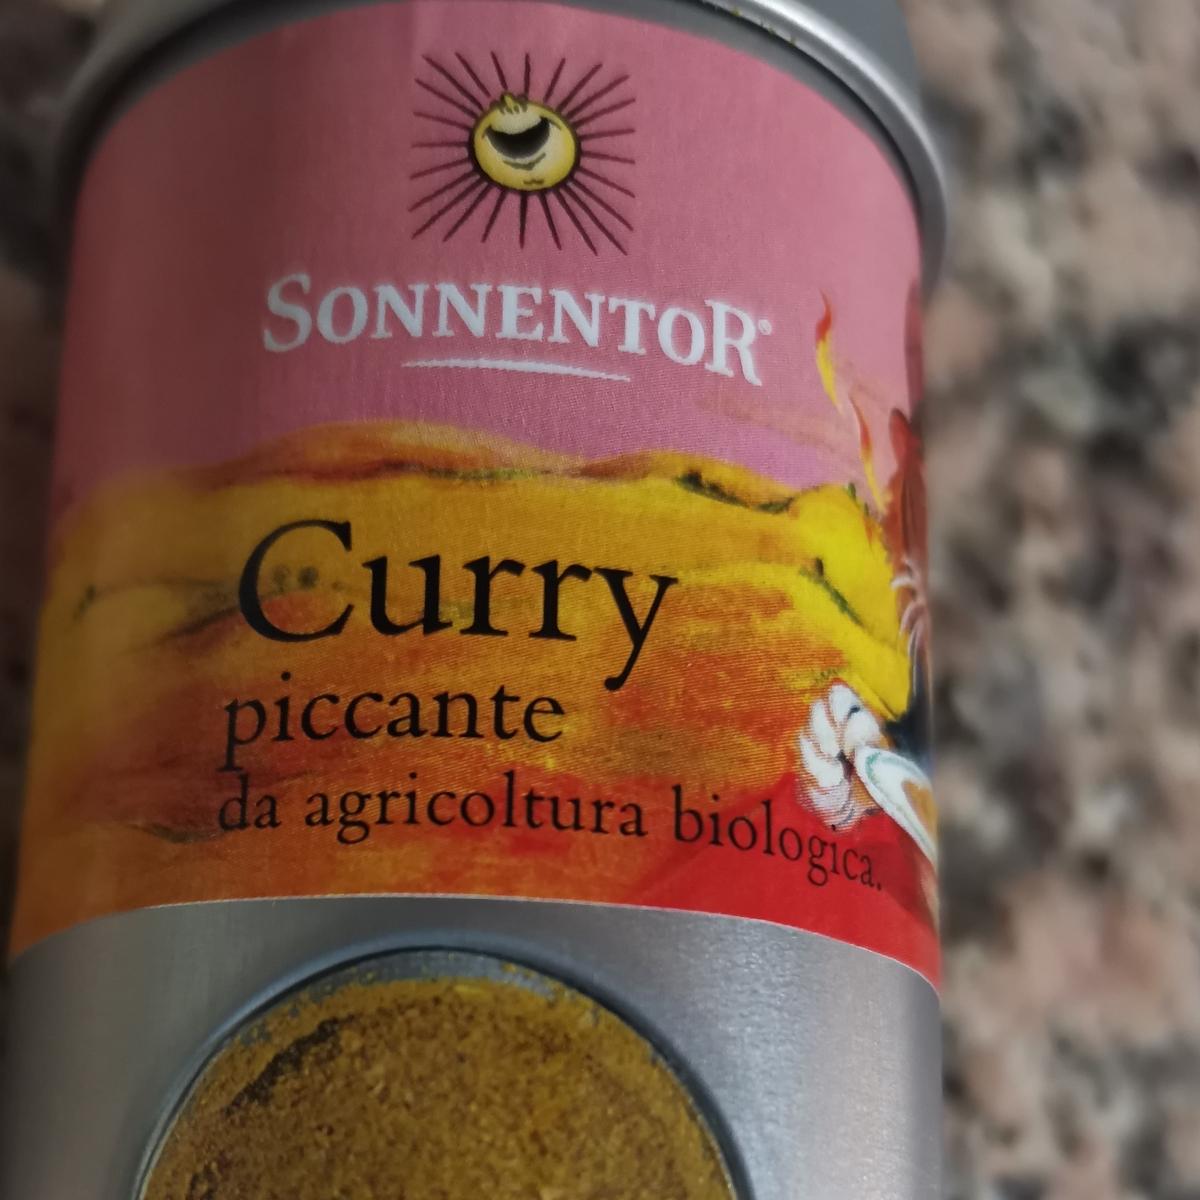 SONNENTOR®
Curry
piccante
da agricoltura biologica.